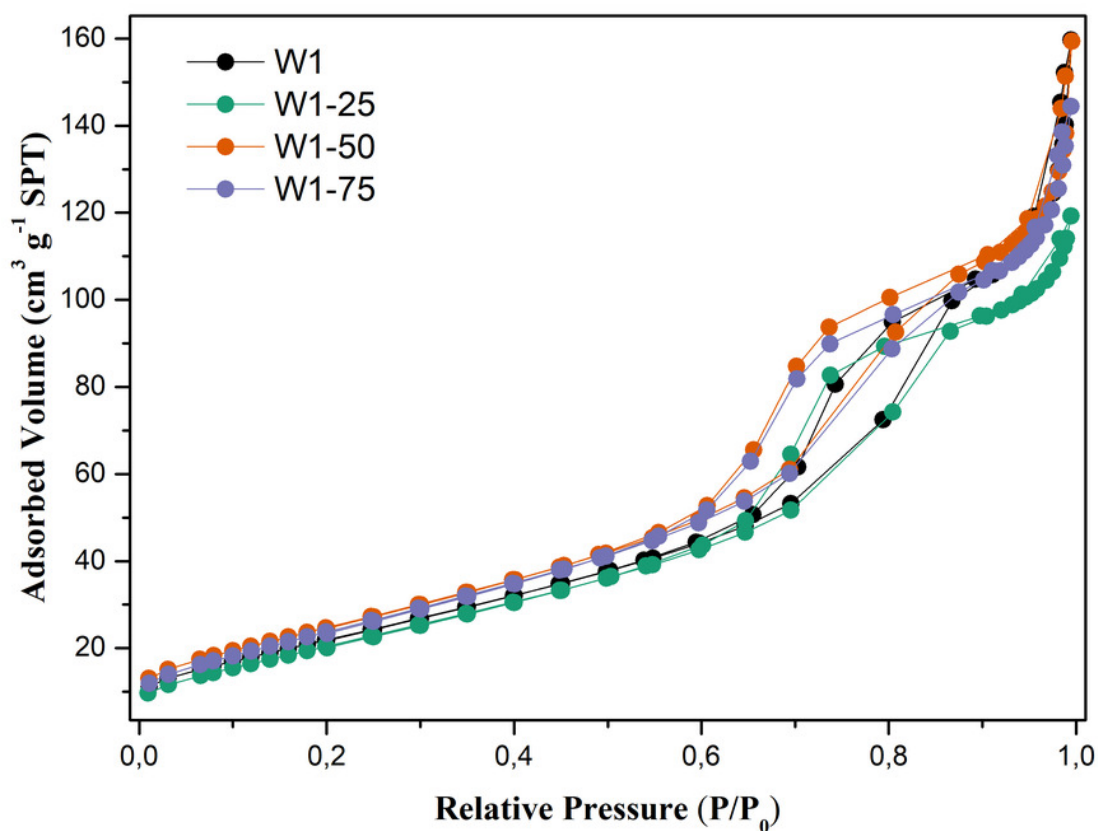 160
140
120
100
80
60
40
20
Adsorbed Volume (cm³ g⁻¹ SPT)
W1
W1-25
W1-50
W1-75
0,0 0,2 0,4 0,6 0,8 1,0
Relative Pressure (P/P₀)